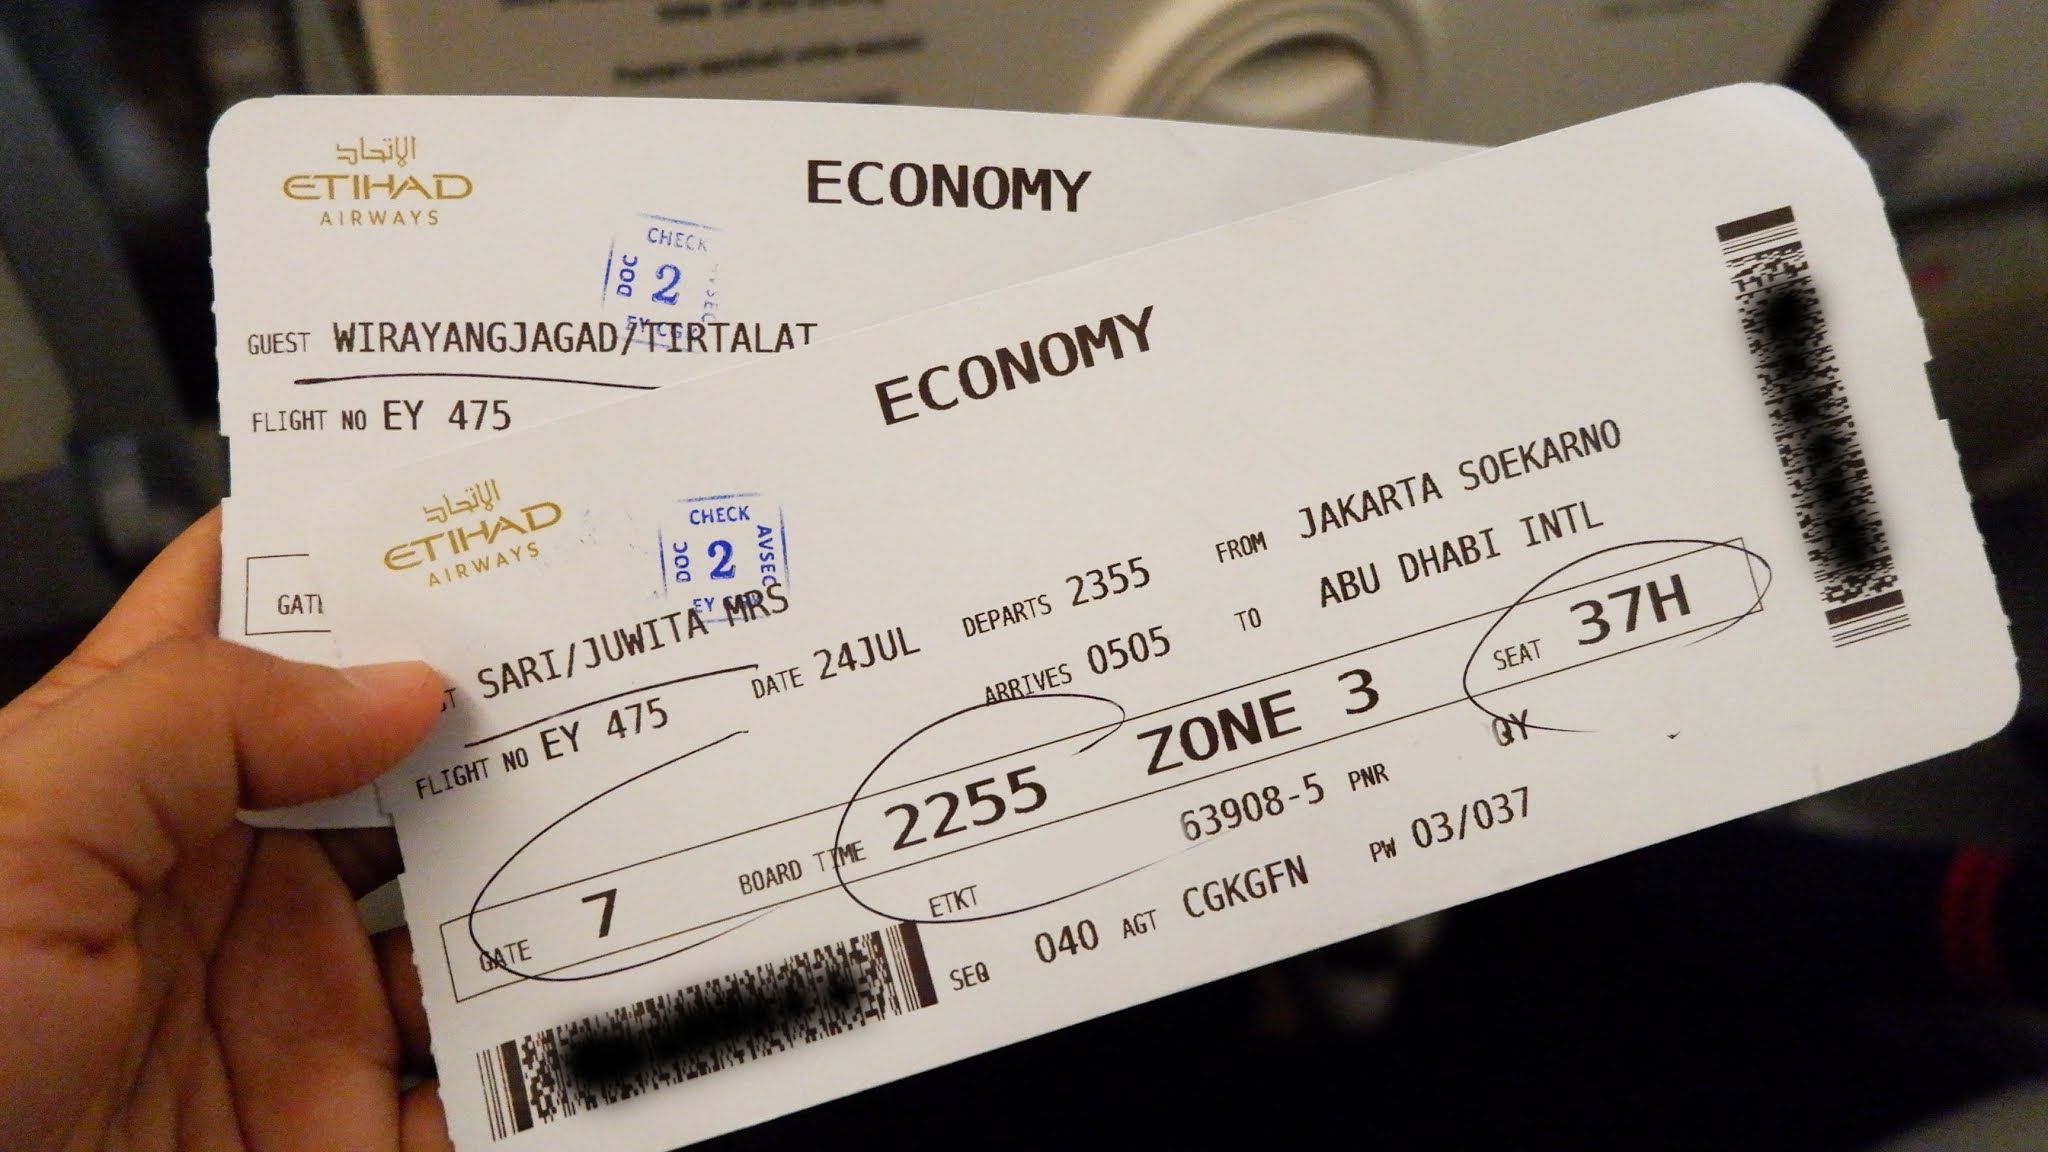 الإتحاد
ETIHAD
AIRWAYS
ECONOMY
CHECK
DOC 2 AVSEC
GUEST WIRAYANGJAGAD/TIRTALAT
FLIGHT NO EY 475
GATE
ECONOMY
الإتحاد
ETIHAD
AIRWAYS
CHECK
DOC 2 AVSEC
EY
SARI/JUWITA MRS
FLIGHT NO EY 475 DATE 24JUL DEPARTS 2355 FROM JAKARTA SOEKARNO
ARRIVES 0505 TO ABU DHABI INTL
GATE 7 BOARD TIME 2255 ZONE 3 SEAT 37H
ETKT 63908-5 PNR QY
SEQ 040 AGT CGKGFN PW 03/037